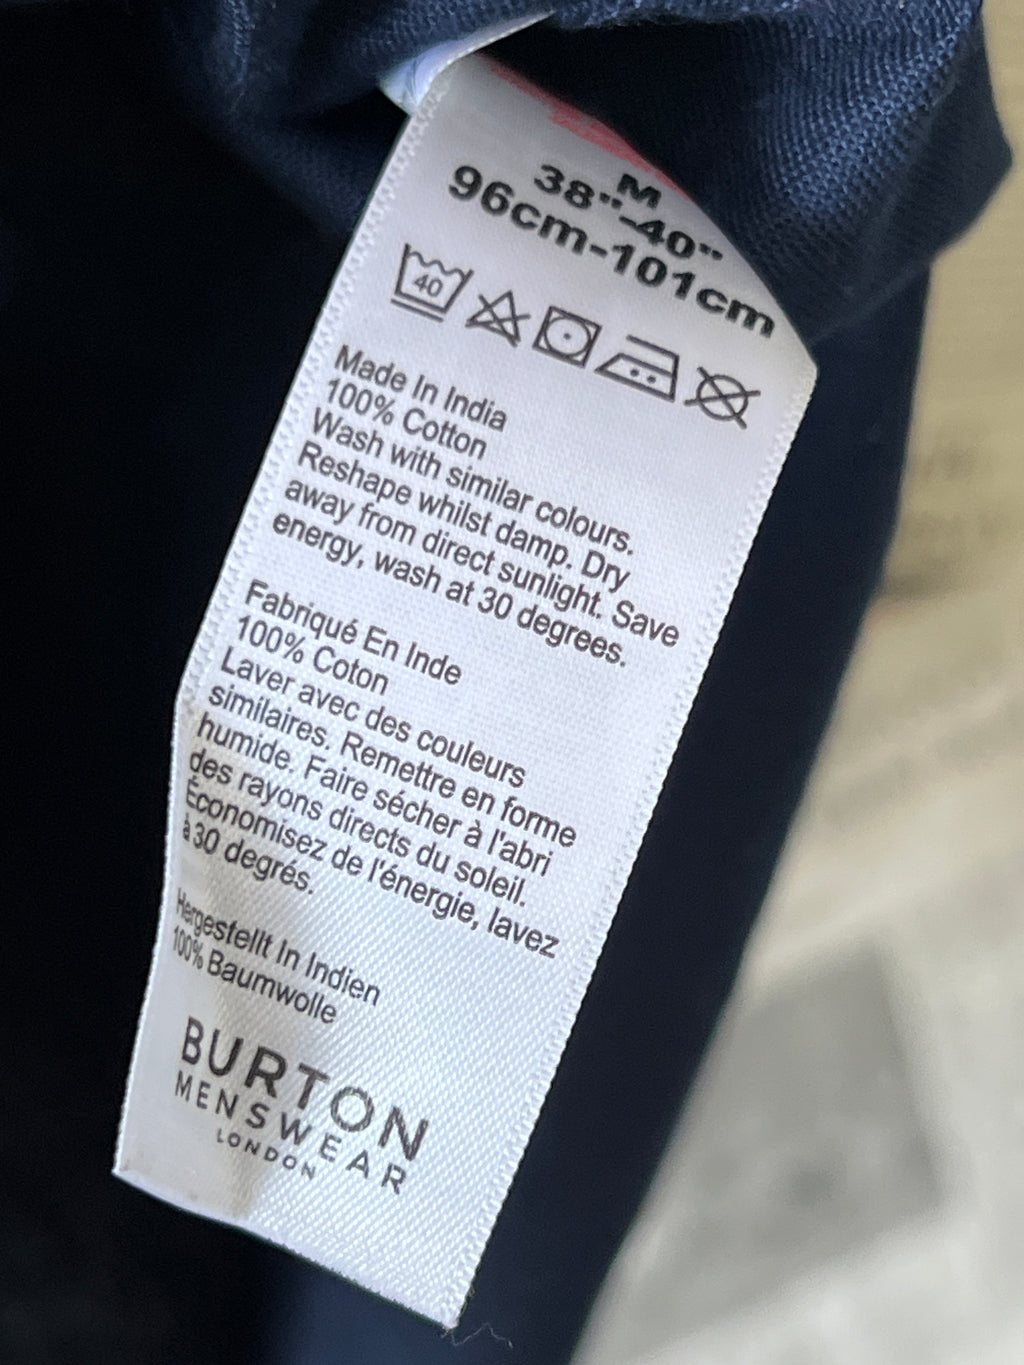 M
38"-40"
96cm-101cm
40
Made In India
100% Cotton
Wash with similar colours.
Reshape whilst damp. Dry
away from direct sunlight. Save
energy, wash at 30 degrees.
Fabriqué En Inde
100% Coton
Laver avec des couleurs
similaires. Remettre en forme
humide. Faire sécher à l'abri
des rayons directs du soleil.
Économisez de l'énergie, lavez
à 30 degrés.
Hergestellt In Indien
100% Baumwolle
BURTON
MENSWEAR
LONDON